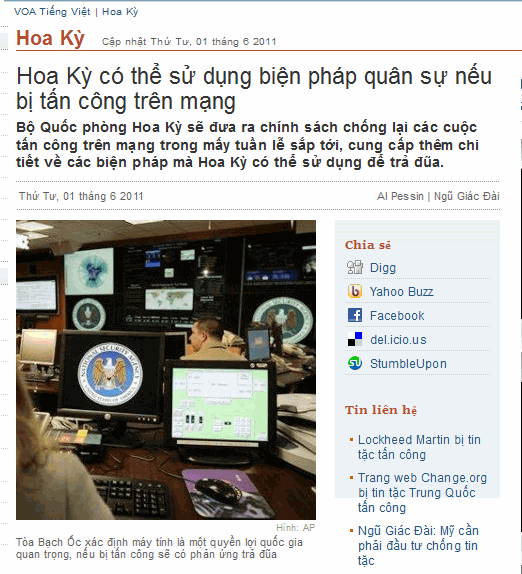 VOA Tiếng Việt | Hoa Kỳ
Hoa Kỳ Cập nhật Thứ Tư, 01 tháng 6 2011
Hoa Kỳ có thể sử dụng biện pháp quân sự nếu
bị tấn công trên mạng
Bộ Quốc phòng Hoa Kỳ sẽ đưa ra chính sách chống lại các cuộc
tấn công trên mạng trong mấy tuần lễ sắp tới, cung cấp thêm chi
tiết về các biện pháp mà Hoa Kỳ có thể sử dụng để trả đũa.
Thứ Tư, 01 tháng 6 2011
Al Pessin | Ngũ Giác Đài
NATIONAL SECURITY AGENCY
Hình: AP
Tòa Bạch Ốc xác định máy tính là một quyền lợi quốc gia
quan trọng, nếu bị tấn công sẽ có phản ứng trả đũa
Chia sẻ
Digg
Yahoo Buzz
Facebook
del.icio.us
StumbleUpon
Tin liên hệ
Lockheed Martin bị tin
tặc tấn công
Trang web Change.org
bị tin tặc Trung Quốc
tấn công
Ngũ Giác Đài: Mỹ cần
phải đầu tư chống tin
tặc